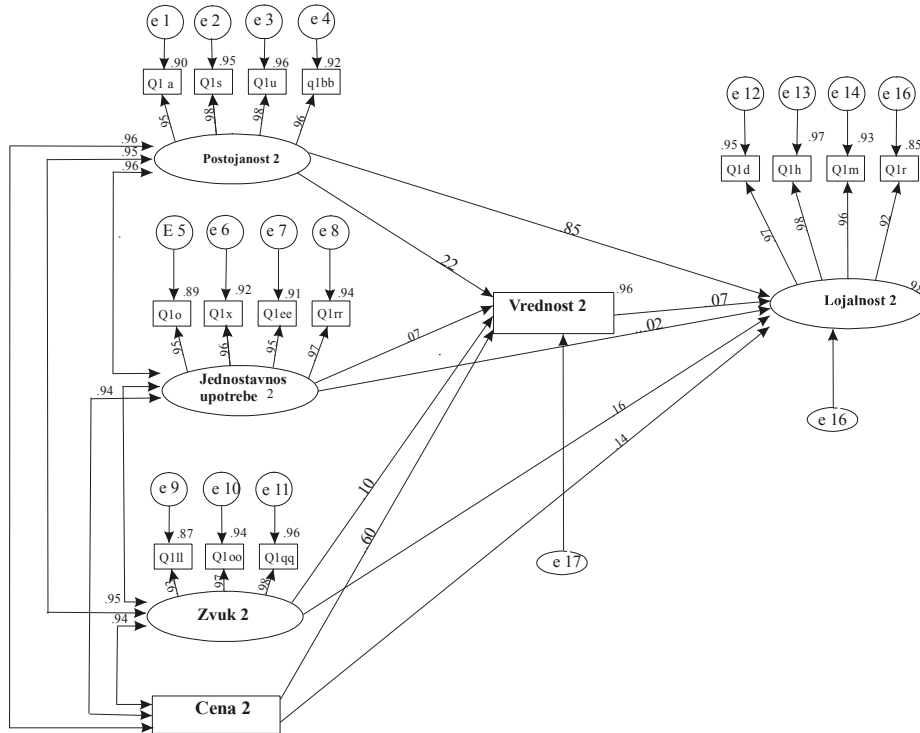 e 1 e 2 e 3 e 4
.90 .95 .96 .92
Q1 a Q1s Q1u q1bb
.95 .98 .98 .96
.96
.95
.96
Postojanost 2
e 12 e 13 e 14 e 16
.95 .97 .93 .85
Q1d Q1h Q1m Q1r
.97 .98 .96 .92
.85
.22
E 5 e 6 e 7 e 8
.89 .92 .91 .94
Q1o Q1x Q1ee Q1rr
.95 .96 .95 .97
.94
Jednostavnos
upotrebe 2
.07
Vrednost 2
.96
.07
.02
Lojalnost 2
e 16
.16
.14
e 9 e 10 e 11
.87 .94 .96
Q1ll Q1oo Q1qq
.97 .98
.10
.60
e 17
.95
.94
Zvuk 2
Cena 2